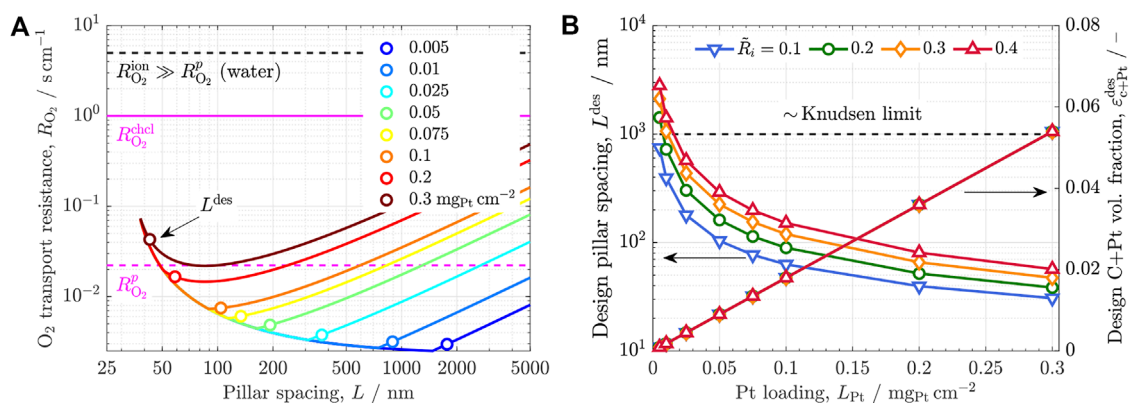 A
O₂ transport resistance, R_O₂ / s cm⁻¹
10¹
10⁰
10⁻¹
10⁻²
R_O₂^ion ≫ R_O₂^p (water)
R_O₂^chcl
L^des
R_O₂^p
0.005
0.01
0.025
0.05
0.075
0.1
0.2
0.3 mg_Pt cm⁻²
25 50 100 200 500 1000 2000 5000
Pillar spacing, L / nm
B
Design pillar spacing, L^des / nm
10⁴
10³
10²
10¹
R̃_i = 0.1 0.2 0.3 0.4
~Knudsen limit
0.08
0.06
0.04
0.02
0
Design C+Pt vol. fraction, ε_c+Pt^des / −
0 0.05 0.1 0.15 0.2 0.25 0.3
Pt loading, L_Pt / mg_Pt cm⁻²